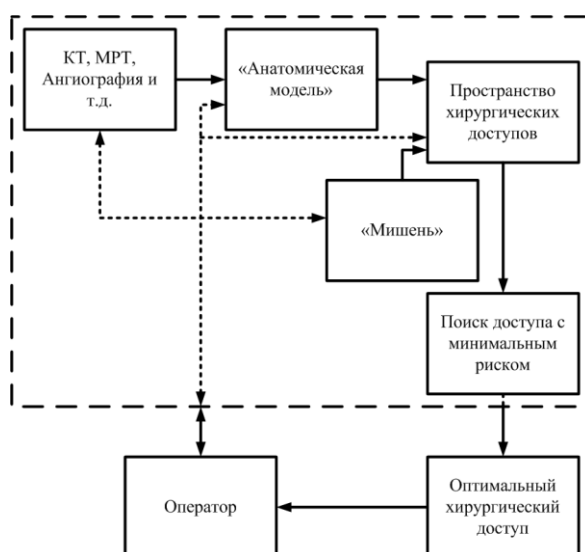 КТ, МРТ,
Ангиография и
т.д.
«Анатомическая
модель»
Пространство
хирургических
доступов
«Мишень»
Поиск доступа с
минимальным
риском
Оператор
Оптимальный
хирургический
доступ